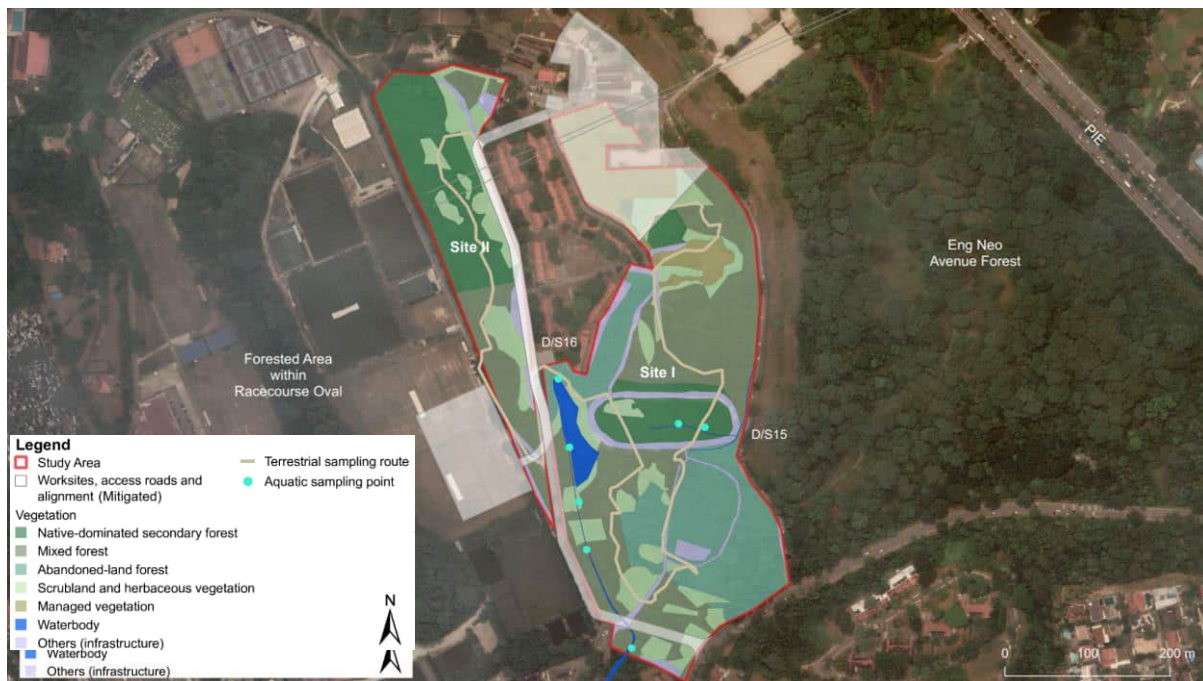 PIE
Eng Neo
Avenue Forest
Site II
D/S16
Forested Area
within
Racecourse Oval
Site I
D/S15
Legend
Study Area
Worksites, access roads and
alignment (Mitigated)
Terrestrial sampling route
Aquatic sampling point
Vegetation
Native-dominated secondary forest
Mixed forest
Abandoned-land forest
Scrubland and herbaceous vegetation
Managed vegetation
Waterbody
Others (infrastructure)
Waterbody
Others (infrastructure)
N
0 100 200 m